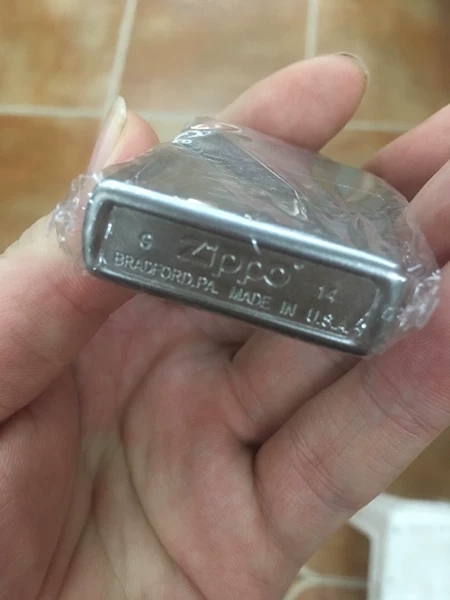 G Zippo 14
BRADFORD,PA. MADE IN U.S.A.